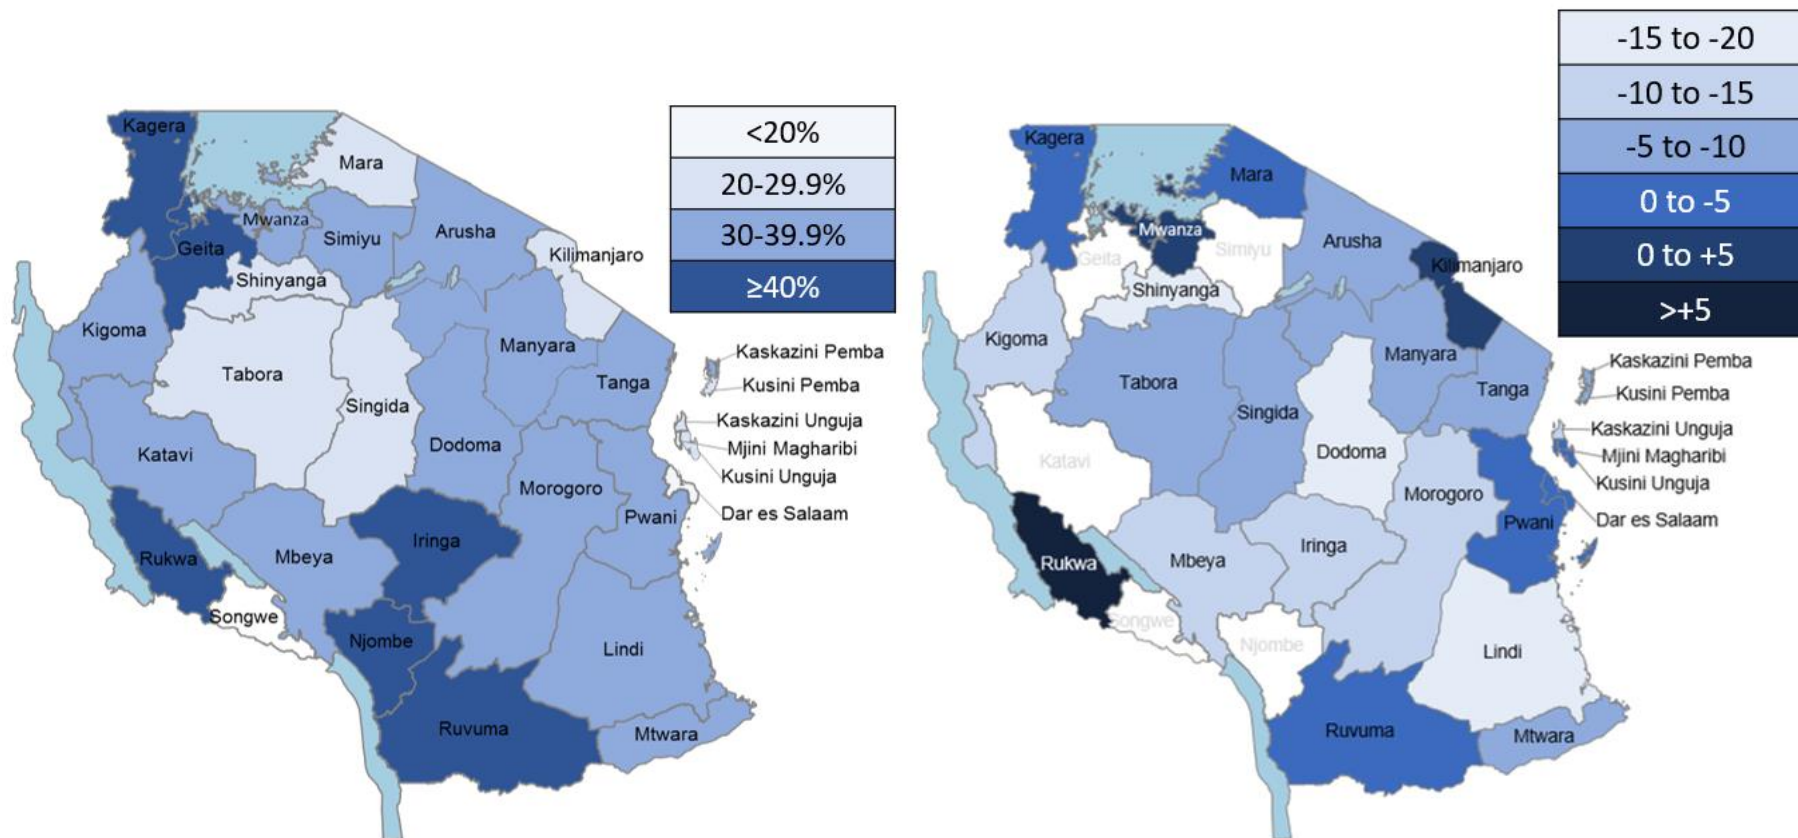 Kagera
Mara
Mwanza
Geita
Simiyu
Arusha
Kilimanjaro
Shinyanga
Kigoma
Tabora
Singida
Manyara
Tanga
Katavi
Dodoma
Morogoro
Pwani
Rukwa
Mbeya
Iringa
Songwe
Njombe
Lindi
Ruvuma
Mtwara
<20%
20-29.9%
30-39.9%
≥40%
Kaskazini Pemba
Kusini Pemba
Kaskazini Unguja
Mjini Magharibi
Kusini Unguja
Dar es Salaam
Kagera
Mara
Mwanza
Geita
Simiyu
Arusha
Kilimanjaro
Shinyanga
Kigoma
Tabora
Singida
Manyara
Tanga
Katavi
Dodoma
Morogoro
Pwani
Rukwa
Mbeya
Iringa
Songwe
Njombe
Lindi
Ruvuma
Mtwara
-15 to -20
-10 to -15
-5 to -10
0 to -5
0 to +5
>+5
Kaskazini Pemba
Kusini Pemba
Kaskazini Unguja
Mjini Magharibi
Kusini Unguja
Dar es Salaam